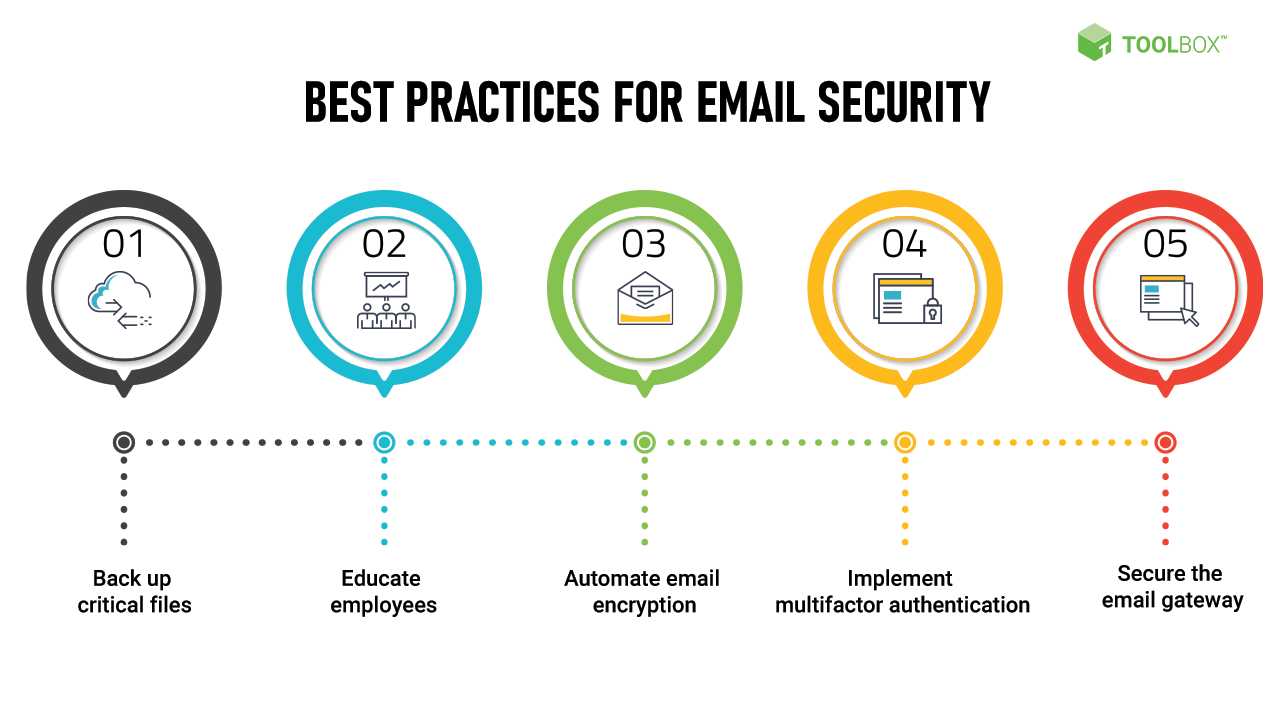 TOOLBOX™
BEST PRACTICES FOR EMAIL SECURITY
01
02
03
04
05
Back up
critical files
Educate
employees
Automate email
encryption
Implement
multifactor authentication
Secure the
email gateway